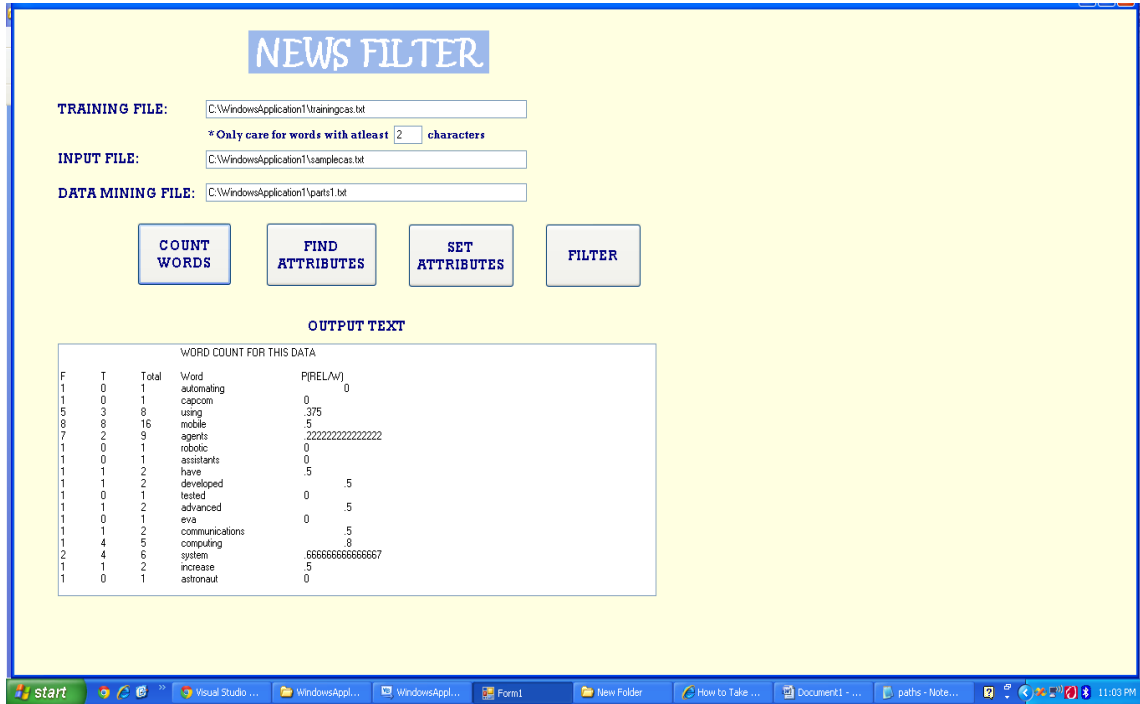 NEWS FILTER
TRAINING FILE: C:\WindowsApplication1\trainingcas.txt
* Only care for words with atleast 2 characters
INPUT FILE: C:\WindowsApplication1\samplecas.txt
DATA MINING FILE: C:\WindowsApplication1\parts1.txt
COUNT WORDS
FIND ATTRIBUTES
SET ATTRIBUTES
FILTER
OUTPUT TEXT
WORD COUNT FOR THIS DATA
F T Total Word P(REL/W)
1 0 1 automating 0
1 0 1 capcom 0
5 3 8 using .375
8 8 16 mobile .5
7 2 9 agents .222222222222222
1 0 1 robotic 0
1 0 1 assistants 0
1 1 2 have .5
1 1 2 developed .5
1 0 1 tested 0
1 1 2 advanced .5
1 0 1 eva 0
1 1 2 communications .5
1 4 5 computing .8
2 4 6 system .666666666666667
1 1 2 increase .5
1 0 1 astronaut 0
start Visual Studio ... WindowsAppl... WindowsAppl... Form1 New Folder How to Take ... Document1 - ... paths - Note... 11:03 PM